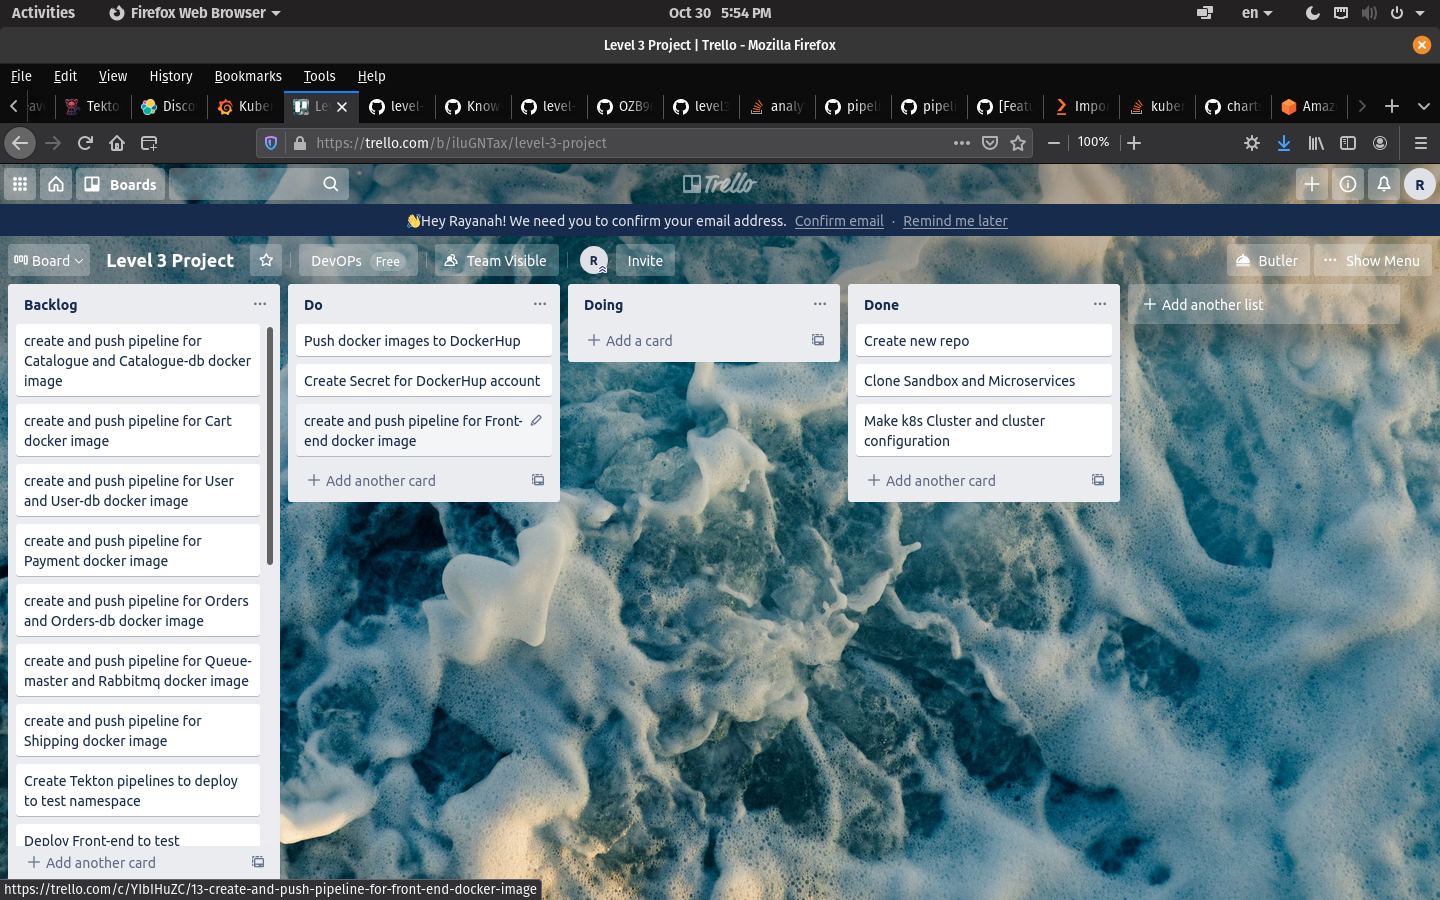 Activities
Firefox Web Browser
Oct 30 5:54 PM
en
Level 3 Project | Trello - Mozilla Firefox
File Edit View History Bookmarks Tools Help
Tekto
Disco
Kube
Le
level-
Know
level-
OZB9
level3
analy
pipeli
pipeli
[Feat
Impo
kube
chart
Amaz
https://trello.com/b/iluGNTax/level-3-project
100%
Boards
Trello
R
👋Hey Rayanah! We need you to confirm your email address. Confirm email · Remind me later
Board
Level 3 Project
DevOPs Free
Team Visible
R
Invite
Butler
Show Menu
Backlog
create and push pipeline for
Catalogue and Catalogue-db docker
image
create and push pipeline for Cart
docker image
create and push pipeline for User
and User-db docker image
create and push pipeline for
Payment docker image
create and push pipeline for Orders
and Orders-db docker image
create and push pipeline for Queue-
master and Rabbitmq docker image
create and push pipeline for
Shipping docker image
Create Tekton pipelines to deploy
to test namespace
Deploy Front-end to test
Add another card
Do
Push docker images to DockerHup
Create Secret for DockerHup account
create and push pipeline for Front-
end docker image
Add another card
Doing
Add a card
Done
Create new repo
Clone Sandbox and Microservices
Make k8s Cluster and cluster
configuration
Add another card
Add another list
https://trello.com/c/YIbIHuZC/13-create-and-push-pipeline-for-front-end-docker-image